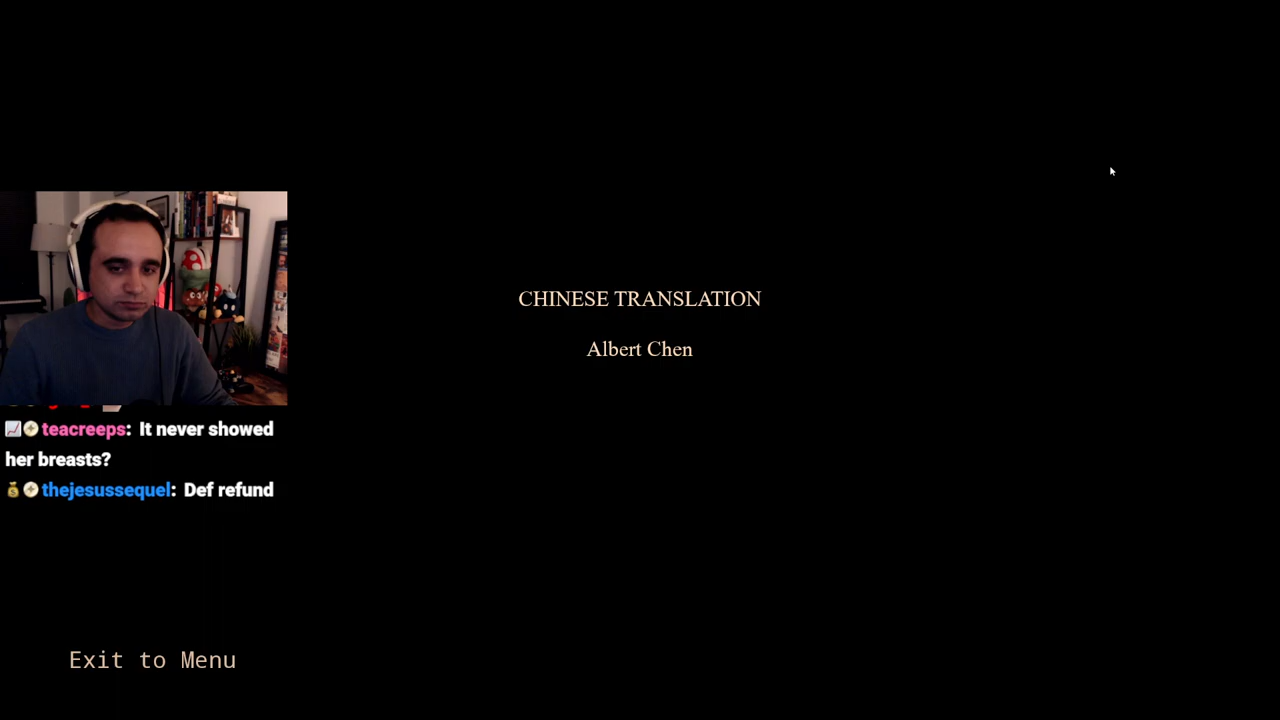 CHINESE TRANSLATION
Albert Chen
teacreeps: It never showed
her breasts?
thejesussequel: Def refund
Exit to Menu